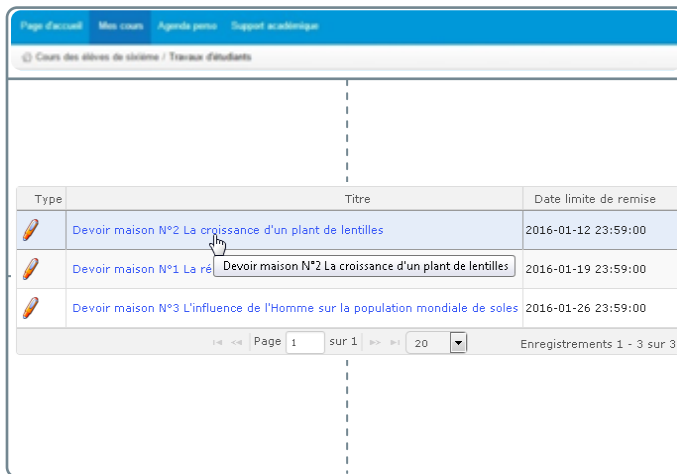 Page d'accueil Mes cours Agenda perso Support académique
Cours des élèves de sixième / Travaux d'étudiants
Type Titre Date limite de remise
Devoir maison N°2 La croissance d'un plant de lentilles 2016-01-12 23:59:00
Devoir maison N°2 La croissance d'un plant de lentilles
Devoir maison N°1 La ré 2016-01-19 23:59:00
Devoir maison N°3 L'influence de l'Homme sur la population mondiale de soles 2016-01-26 23:59:00
Page 1 sur 1 20 Enregistrements 1 - 3 sur 3